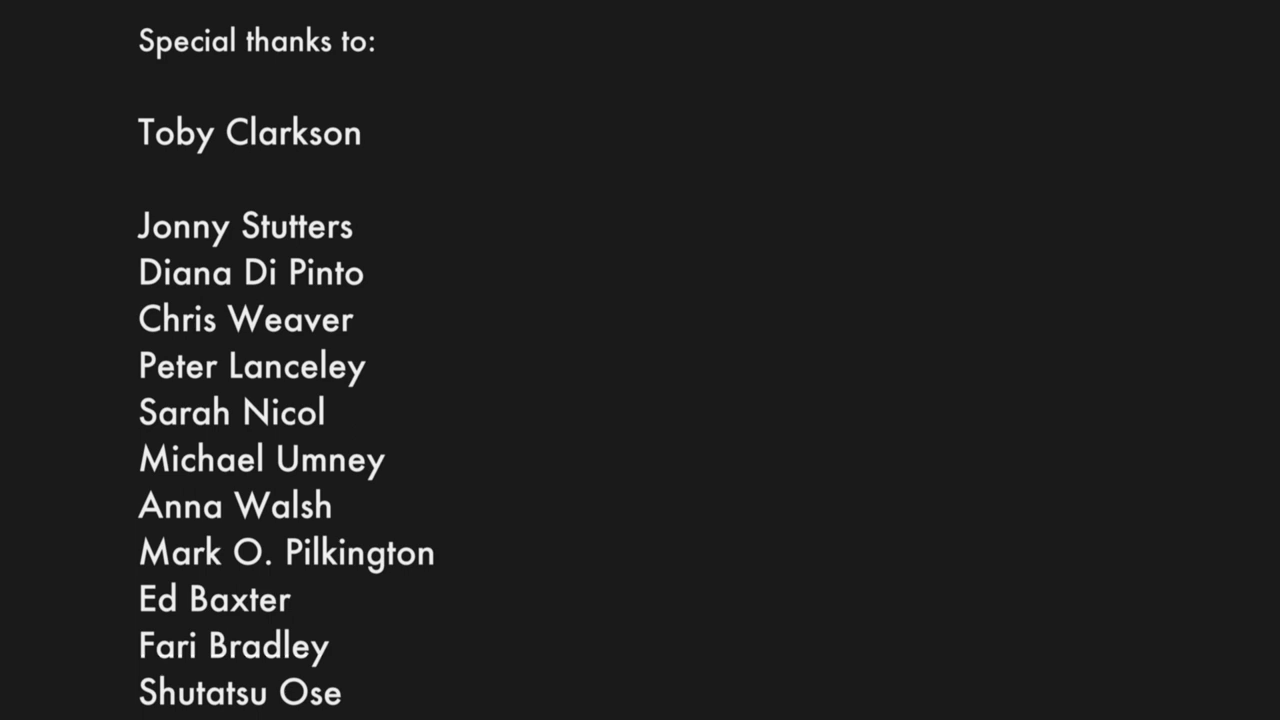 Special thanks to:
Toby Clarkson
Jonny Stutters
Diana Di Pinto
Chris Weaver
Peter Lanceley
Sarah Nicol
Michael Umney
Anna Walsh
Mark O. Pilkington
Ed Baxter
Fari Bradley
Shutatsu Ose